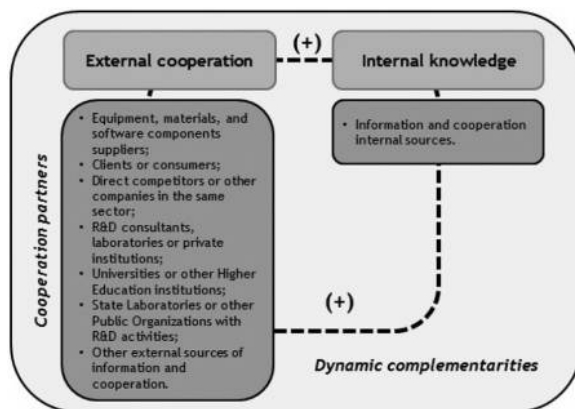 External cooperation
(+)
Internal knowledge
• Equipment, materials, and
software components
suppliers;
• Clients or consumers;
• Direct competitors or other
companies in the same
sector;
• R&D consultants,
laboratories or private
institutions;
• Universities or other Higher
Education institutions;
• State Laboratories or other
Public Organizations with
R&D activities;
• Other external sources of
information and
cooperation.
• Information and cooperation
internal sources.
Cooperation partners
(+)
Dynamic complementarities